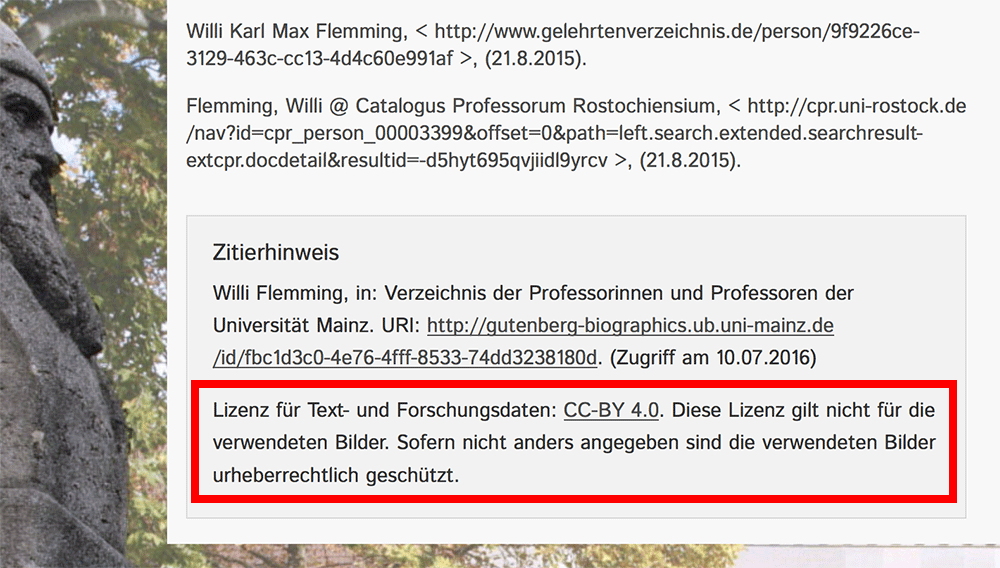 Willi Karl Max Flemming, < http://www.gelehrtenverzeichnis.de/person/9f9226ce-
3129-463c-cc13-4d4c60e991af >, (21.8.2015).
Flemming, Willi @ Catalogus Professorum Rostochiensium, < http://cpr.uni-rostock.de
/nav?id=cpr_person_00003399&offset=0&path=left.search.extended.searchresult-
extcpr.docdetail&resultid=-d5hyt695qvjiidl9yrcv >, (21.8.2015).
Zitierhinweis
Willi Flemming, in: Verzeichnis der Professorinnen und Professoren der
Universität Mainz. URI: http://gutenberg-biographics.ub.uni-mainz.de
/id/fbc1d3c0-4e76-4fff-8533-74dd3238180d. (Zugriff am 10.07.2016)
Lizenz für Text- und Forschungsdaten: CC-BY 4.0. Diese Lizenz gilt nicht für die
verwendeten Bilder. Sofern nicht anders angegeben sind die verwendeten Bilder
urheberrechtlich geschützt.